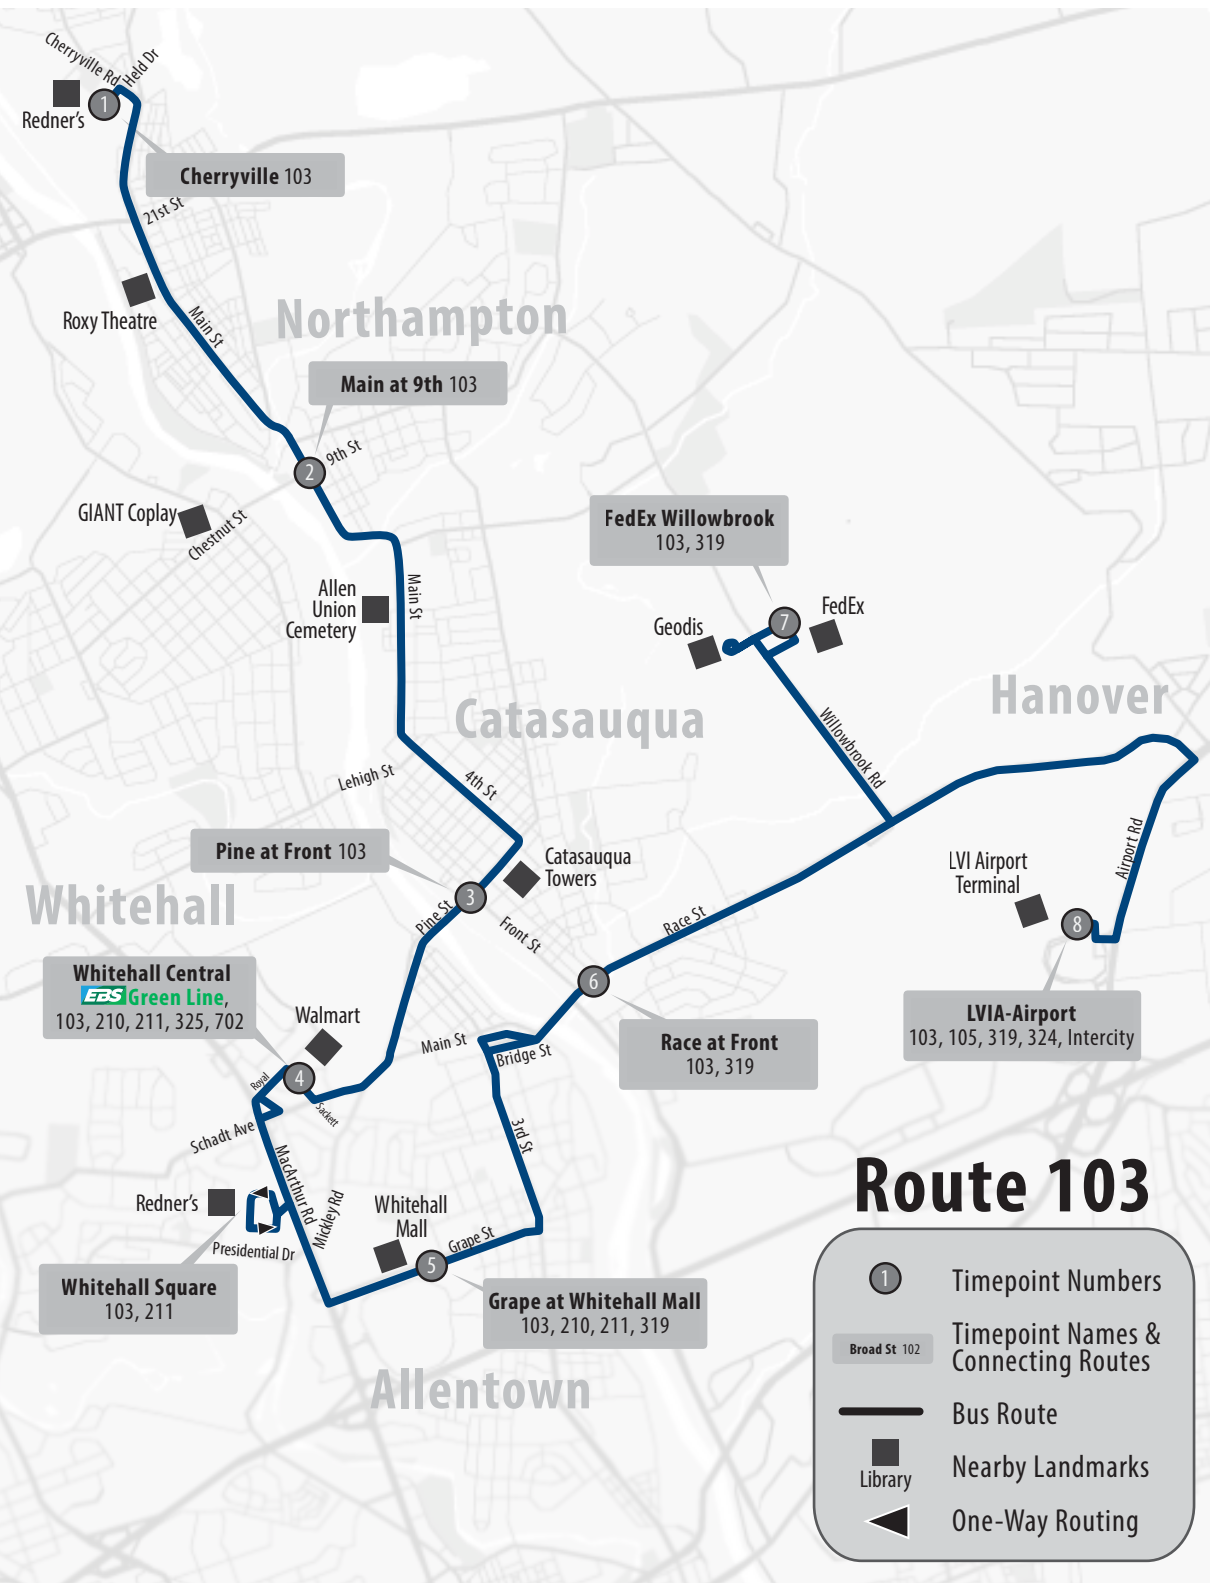 Cherryville Rd
Held Dr
1
Redner's
Cherryville 103
21st St
Roxy Theatre
Main St
Northampton
Main at 9th 103
9th St
2
GIANT Coplay
Chestnut St
FedEx Willowbrook
103, 319
Allen
Union
Cemetery
Main St
7
FedEx
Geodis
Hanover
Catasauqua
Willowbrook Rd
Lehigh St
4th St
Pine at Front 103
Catasauqua
Towers
Airport Rd
LVI Airport
Terminal
Whitehall
3
Pine St
Front St
Race St
8
Whitehall Central
EBS Green Line,
103, 210, 211, 325, 702
6
Walmart
LVIA-Airport
103, 105, 319, 324, Intercity
Main St
Bridge St
Race at Front
103, 319
Royal
4
Sackett
Schadt Ave
3rd St
MacArthur Rd
Mickley Rd
Redner's
Whitehall
Mall
Presidential Dr
Grape St
5
Whitehall Square
103, 211
Grape at Whitehall Mall
103, 210, 211, 319
Allentown
Route 103
1
Timepoint Numbers
Broad St 102
Timepoint Names &
Connecting Routes
Bus Route
Library
Nearby Landmarks
One-Way Routing